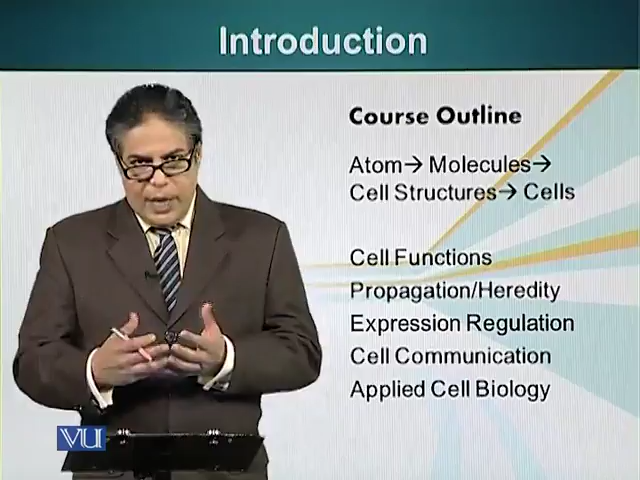 Introduction
Course Outline
Atom→ Molecules→
Cell Structures→ Cells
Cell Functions
Propagation/Heredity
Expression Regulation
Cell Communication
Applied Cell Biology
VU